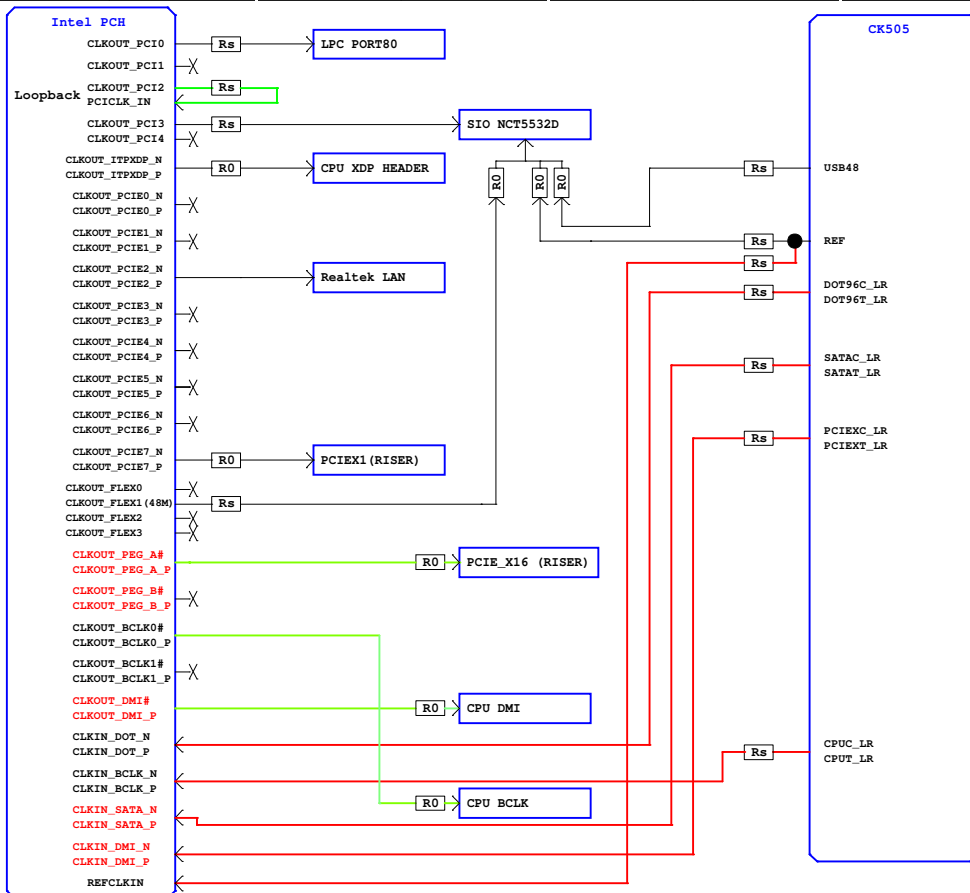 Intel PCH
CK505
CLKOUT_PCI0
Rs
LPC PORT80
CLKOUT_PCI1
Loopback
CLKOUT_PCI2
Rs
PCICLK_IN
CLKOUT_PCI3
Rs
SIO NCT5532D
CLKOUT_PCI4
CLKOUT_ITPXDP_N
CLKOUT_ITPXDP_P
R0
CPU XDP HEADER
R0
R0
R0
Rs
USB48
CLKOUT_PCIE0_N
CLKOUT_PCIE0_P
CLKOUT_PCIE1_N
CLKOUT_PCIE1_P
Rs
REF
Rs
CLKOUT_PCIE2_N
CLKOUT_PCIE2_P
Realtek LAN
Rs
DOT96C_LR
DOT96T_LR
CLKOUT_PCIE3_N
CLKOUT_PCIE3_P
CLKOUT_PCIE4_N
CLKOUT_PCIE4_P
Rs
SATAC_LR
SATAT_LR
CLKOUT_PCIE5_N
CLKOUT_PCIE5_P
CLKOUT_PCIE6_N
CLKOUT_PCIE6_P
Rs
PCIEXC_LR
PCIEXT_LR
CLKOUT_PCIE7_N
CLKOUT_PCIE7_P
R0
PCIEX1(RISER)
CLKOUT_FLEX0
CLKOUT_FLEX1(48M)
Rs
CLKOUT_FLEX2
CLKOUT_FLEX3
CLKOUT_PEG_A#
CLKOUT_PEG_A_P
R0
PCIE_X16 (RISER)
CLKOUT_PEG_B#
CLKOUT_PEG_B_P
CLKOUT_BCLK0#
CLKOUT_BCLK0_P
CLKOUT_BCLK1#
CLKOUT_BCLK1_P
CLKOUT_DMI#
CLKOUT_DMI_P
R0
CPU DMI
CLKIN_DOT_N
CLKIN_DOT_P
Rs
CPUC_LR
CPUT_LR
CLKIN_BCLK_N
CLKIN_BCLK_P
R0
CPU BCLK
CLKIN_SATA_N
CLKIN_SATA_P
CLKIN_DMI_N
CLKIN_DMI_P
REFCLKIN